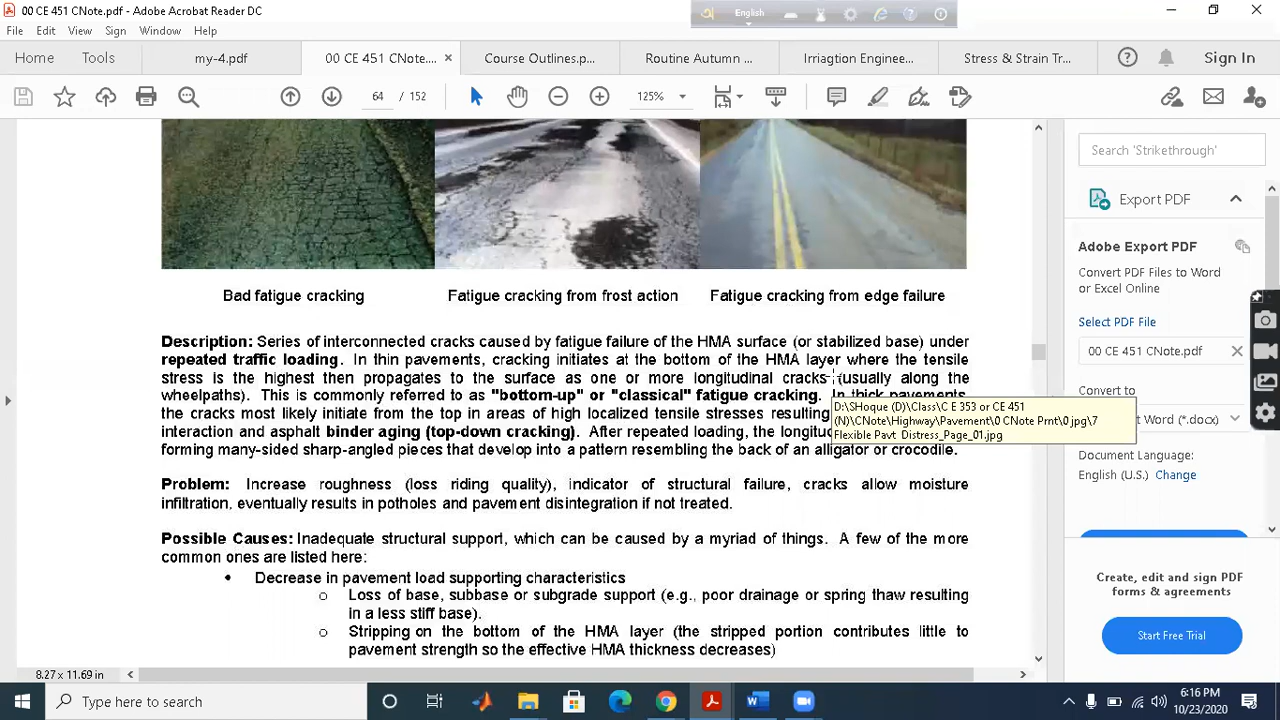 00 CE 451 CNote.pdf - Adobe Acrobat Reader DC
English
File Edit View Sign Window Help
Home Tools my-4.pdf 00 CE 451 CNote.... × Course Outlines.p... Routine Autumn ... Irriagtion Enginee... Stress & Strain Tr... Sign In
64 / 152 125%
Search 'Strikethrough'
Export PDF
Adobe Export PDF
Convert PDF Files to Word
or Excel Online
Select PDF File
00 CE 451 CNote.pdf
Convert to
t Word (*.docx)
Document Language:
English (U.S.) Change
Create, edit and sign PDF
forms & agreements
Start Free Trial
Bad fatigue cracking Fatigue cracking from frost action Fatigue cracking from edge failure
Description: Series of interconnected cracks caused by fatigue failure of the HMA surface (or stabilized base) under
repeated traffic loading. In thin pavements, cracking initiates at the bottom of the HMA layer where the tensile
stress is the highest then propagates to the surface as one or more longitudinal cracks (usually along the
wheelpaths). This is commonly referred to as "bottom-up" or "classical" fatigue cracking. In thick pavements,
the cracks most likely initiate from the top in areas of high localized tensile stresses resulting
interaction and asphalt binder aging (top-down cracking). After repeated loading, the longitu
forming many-sided sharp-angled pieces that develop into a pattern resembling the back of an alligator or crocodile.
D:\SHoque (D)\Class\C E 353 or CE 451
(N)\CNote\Highway\Pavement\0 CNote Prnt\0 jpg\7
Flexible Pavt Distress_Page_01.jpg
Problem: Increase roughness (loss riding quality), indicator of structural failure, cracks allow moisture
infiltration, eventually results in potholes and pavement disintegration if not treated.
Possible Causes: Inadequate structural support, which can be caused by a myriad of things. A few of the more
common ones are listed here:
• Decrease in pavement load supporting characteristics
o Loss of base, subbase or subgrade support (e.g., poor drainage or spring thaw resulting
in a less stiff base).
o Stripping on the bottom of the HMA layer (the stripped portion contributes little to
pavement strength so the effective HMA thickness decreases)
8.27 x 11.69 in
Type here to search
6:16 PM
10/23/2020